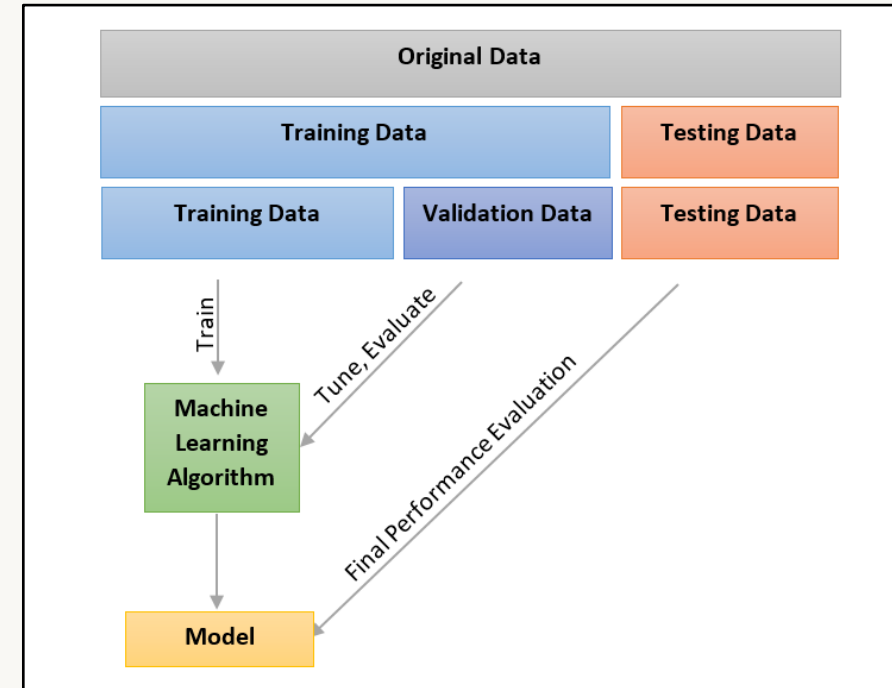 Original Data
Training Data
Testing Data
Training Data
Validation Data
Testing Data
Train
Tune, Evaluate
Final Performance Evaluation
Machine
Learning
Algorithm
Model